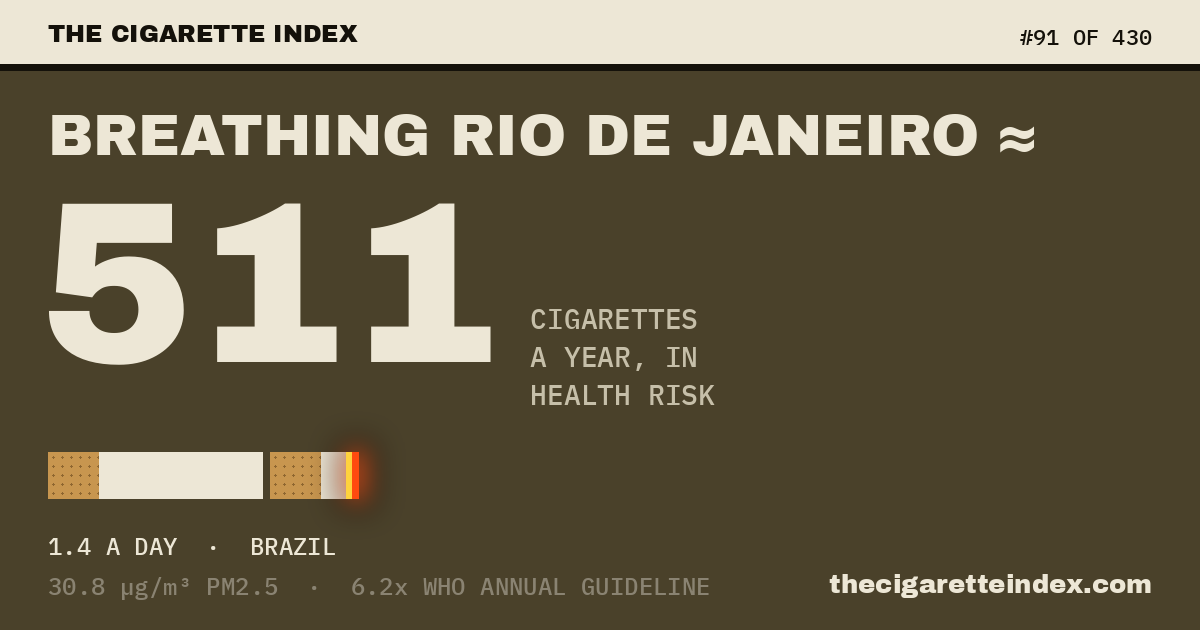 THE CIGARETTE INDEX
#91 OF 430
BREATHING RIO DE JANEIRO ≈
511
CIGARETTES
A YEAR, IN
HEALTH RISK
1.4 A DAY · BRAZIL
30.8 µg/m³ PM2.5 · 6.2x WHO ANNUAL GUIDELINE
thecigaretteindex.com